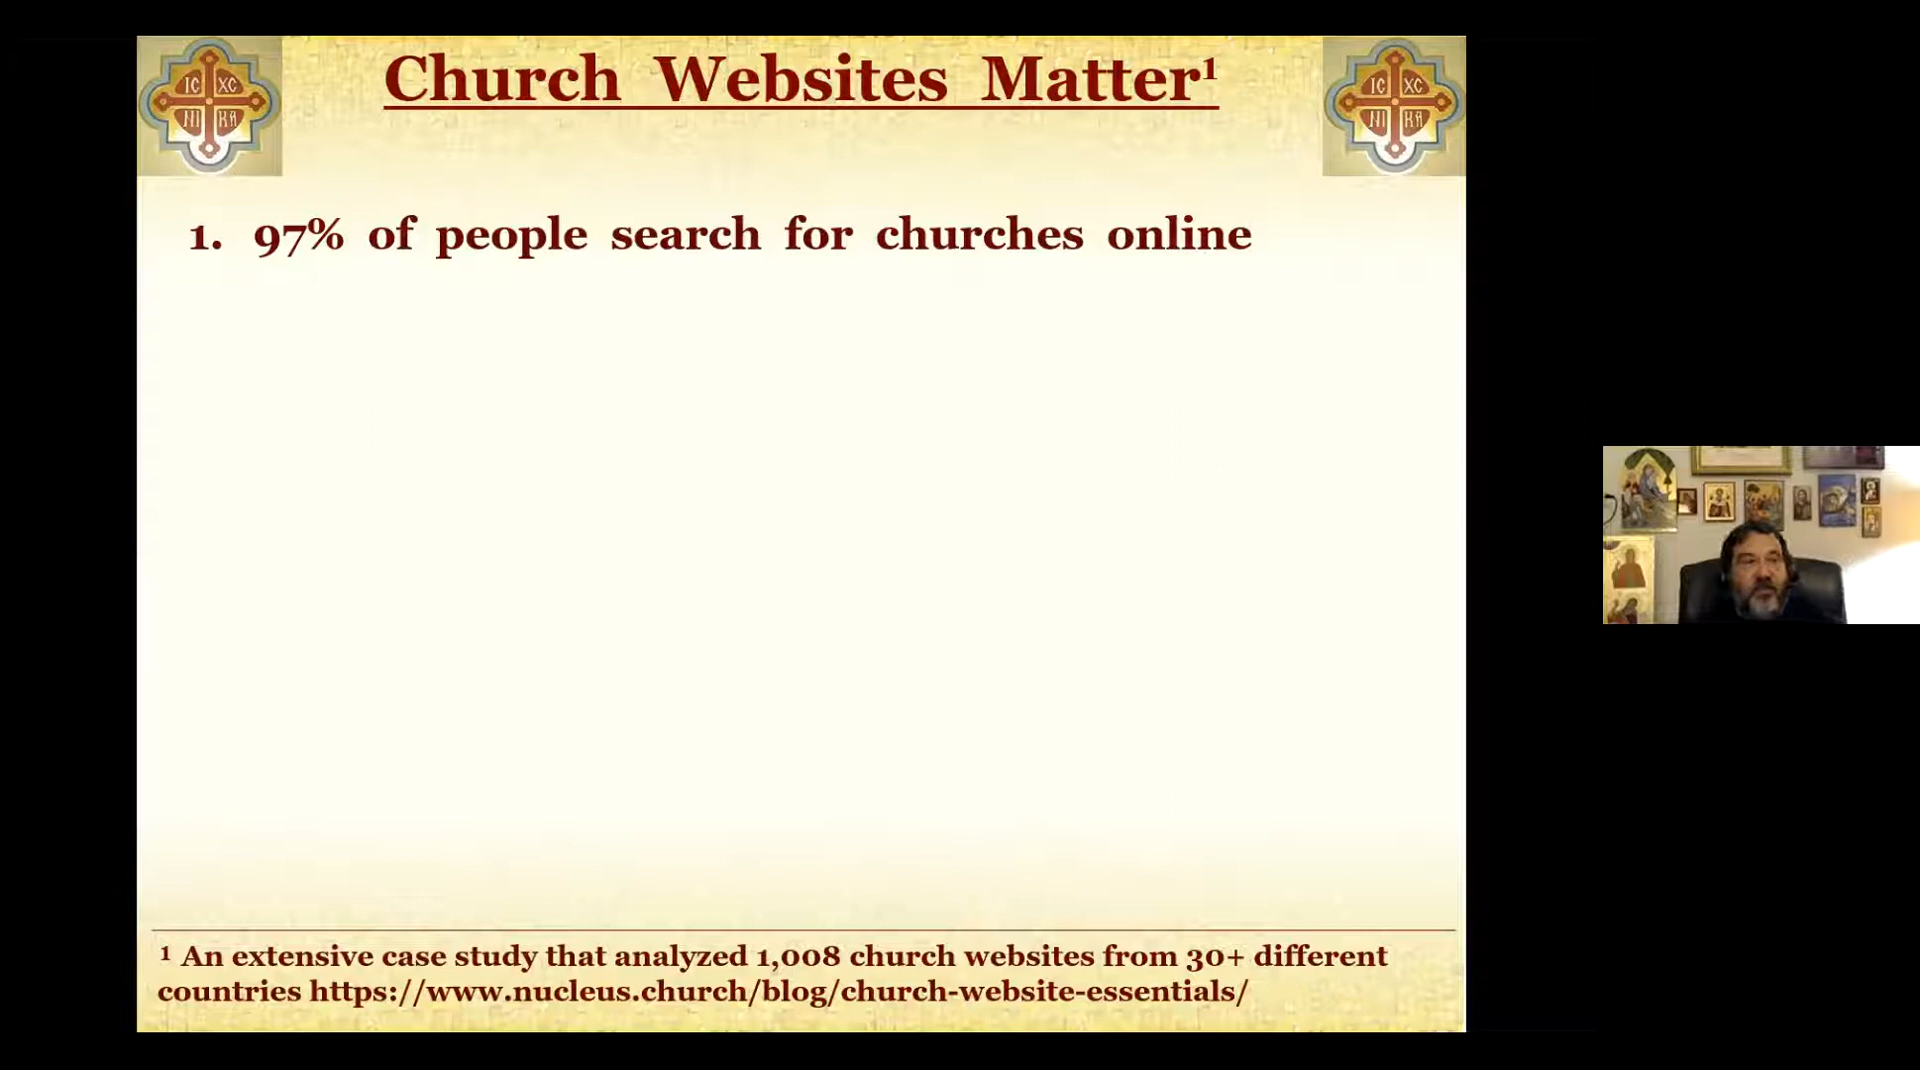 IC XC
NI KA
Church Websites Matter¹
IC XC
NI KA
1. 97% of people search for churches online
¹ An extensive case study that analyzed 1,008 church websites from 30+ different
countries https://www.nucleus.church/blog/church-website-essentials/